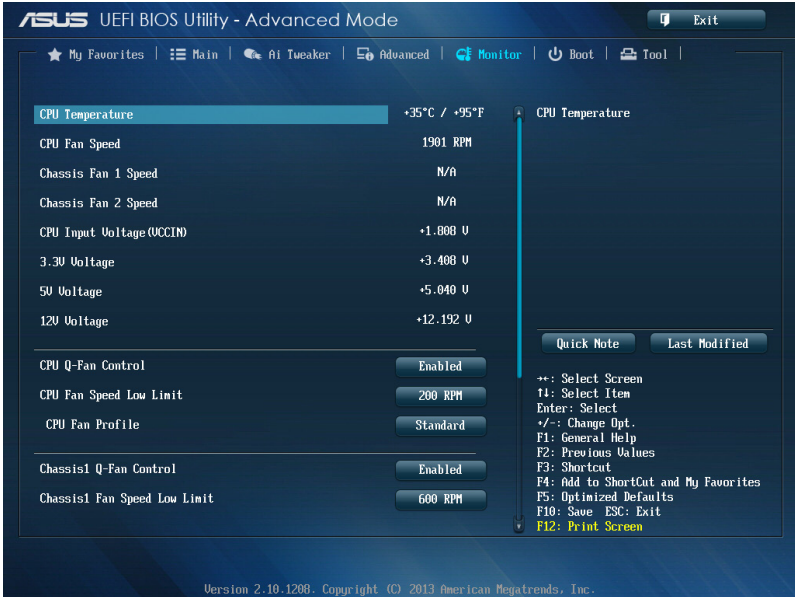 ASUS UEFI BIOS Utility - Advanced Mode
Exit
My Favorites | Main | Ai Tweaker | Advanced | Monitor | Boot | Tool |
CPU Temperature +35°C / +95°F
CPU Fan Speed 1901 RPM
Chassis Fan 1 Speed N/A
Chassis Fan 2 Speed N/A
CPU Input Voltage(VCCIN) +1.808 V
3.3V Voltage +3.408 V
5V Voltage +5.040 V
12V Voltage +12.192 V
CPU Q-Fan Control Enabled
CPU Fan Speed Low Limit 200 RPM
CPU Fan Profile Standard
Chassis1 Q-Fan Control Enabled
Chassis1 Fan Speed Low Limit 600 RPM
CPU Temperature
Quick Note Last Modified
→←: Select Screen
↑↓: Select Item
Enter: Select
+/-: Change Opt.
F1: General Help
F2: Previous Values
F3: Shortcut
F4: Add to ShortCut and My Favorites
F5: Optimized Defaults
F10: Save ESC: Exit
F12: Print Screen
Version 2.10.1208. Copyright (C) 2013 American Megatrends, Inc.